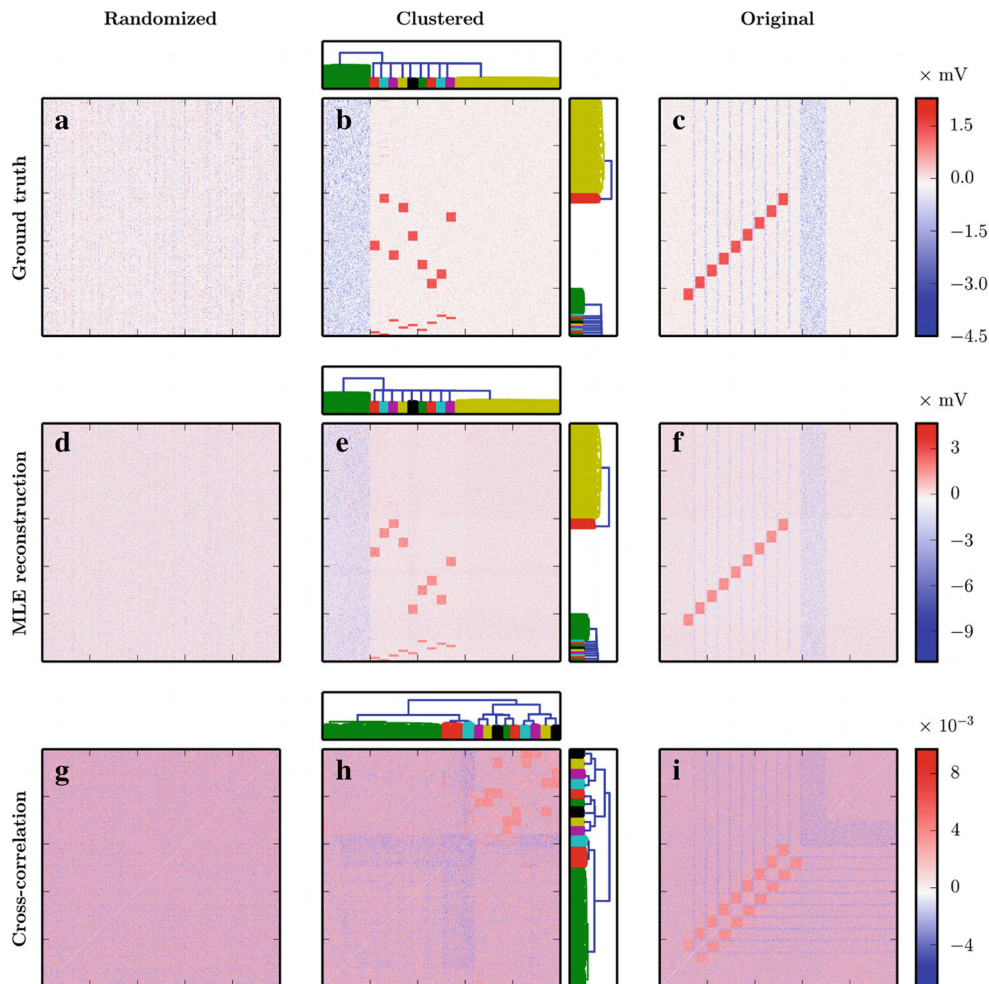 Randomized Clustered Original
× mV
a b c
Ground truth
1.5
0.0
−1.5
−3.0
−4.5
× mV
d e f
MLE reconstruction
3
0
−3
−6
−9
× 10⁻³
g h i
Cross-correlation
8
4
0
−4